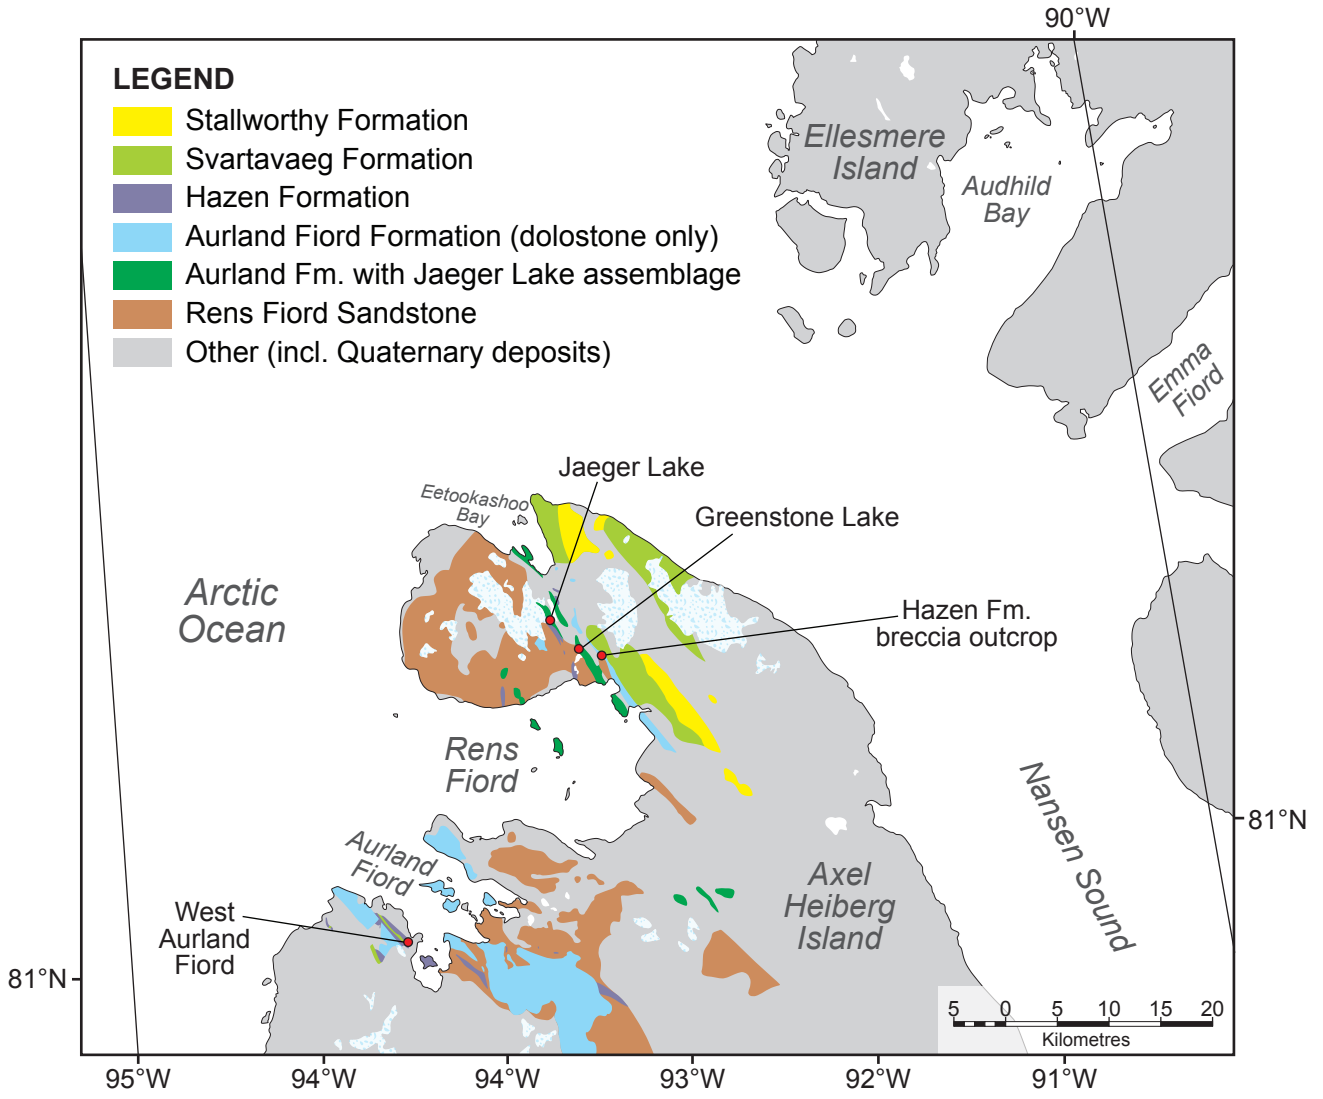 90°W
LEGEND
Stallworthy Formation
Svartavaeg Formation
Hazen Formation
Aurland Fiord Formation (dolostone only)
Aurland Fm. with Jaeger Lake assemblage
Rens Fiord Sandstone
Other (incl. Quaternary deposits)
Ellesmere
Island
Audhild
Bay
Emma
Fiord
Jaeger Lake
Eetookashoo
Bay
Greenstone Lake
Arctic
Ocean
Hazen Fm.
breccia outcrop
Rens
Fiord
Nansen Sound
81°N
Aurland
Fiord
Axel
Heiberg
Island
West
Aurland
Fiord
81°N
5 0 5 10 15 20
Kilometres
95°W 94°W 94°W 93°W 92°W 91°W